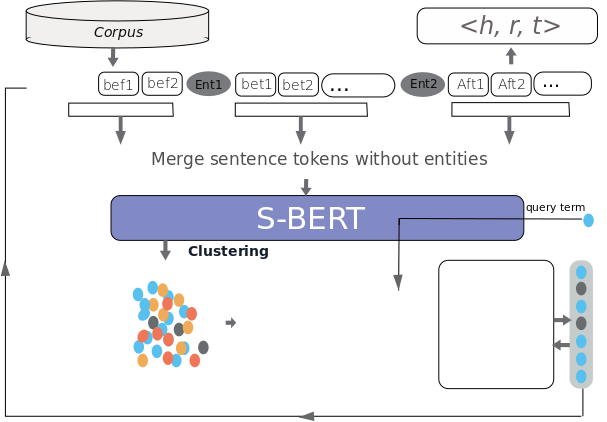 Corpus
<h, r, t>
bef1 bef2 Ent1 bet1 bet2 ... Ent2 Aft1 Aft2 ...
Merge sentence tokens without entities
S-BERT
query term
Clustering